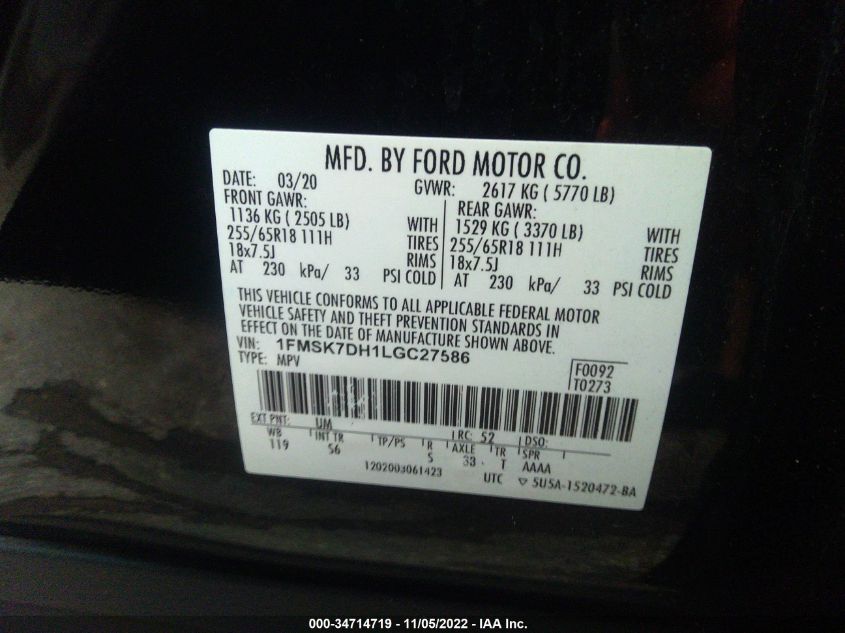 MFD. BY FORD MOTOR CO.
DATE: 03/20 GVWR: 2617 KG ( 5770 LB)
FRONT GAWR: REAR GAWR:
1136 KG ( 2505 LB) WITH 1529 KG ( 3370 LB) WITH
255/65R18 111H TIRES 255/65R18 111H TIRES
18x7.5J RIMS 18x7.5J RIMS
AT 230 kPa/ 33 PSI COLD AT 230 kPa/ 33 PSI COLD
THIS VEHICLE CONFORMS TO ALL APPLICABLE FEDERAL MOTOR
VEHICLE SAFETY AND THEFT PREVENTION STANDARDS IN
EFFECT ON THE DATE OF MANUFACTURE SHOWN ABOVE.
VIN: 1FMSK7DH1LGC27586
TYPE: MPV
F0092
T0273
EXT PNT: UM RC: 52 DSO:
WB INT TR TP/PS R AXLE TR SPR
119 56 S 33 T AAAA
1202003061423 UTC ▽ 5U5A-1520472-BA
000-34714719 - 11/05/2022 - IAA Inc.